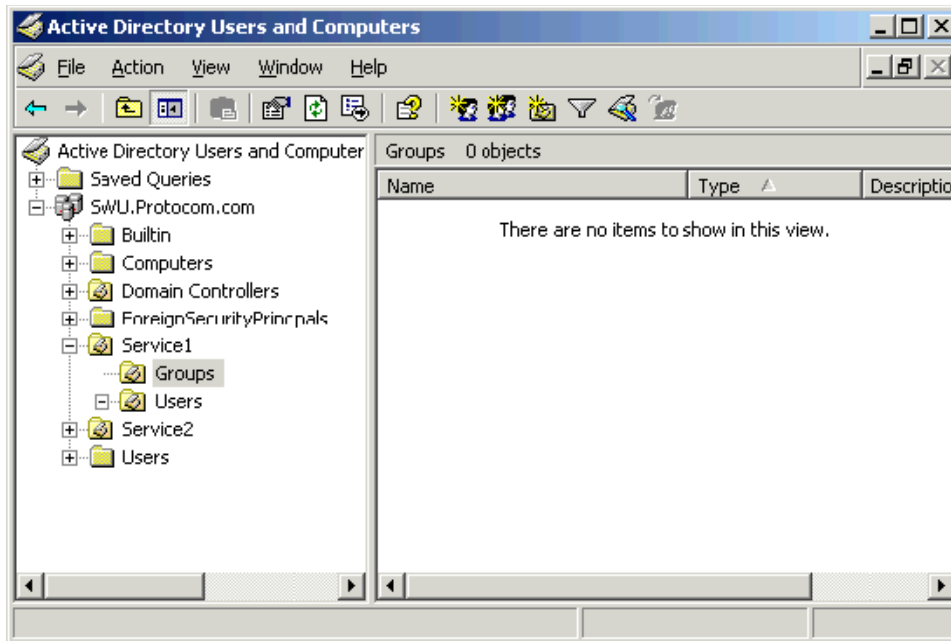 Active Directory Users and Computers
File Action View Window Help
Active Directory Users and Computer
Saved Queries
SWU.Protocom.com
Builtin
Computers
Domain Controllers
ForeignSecurityPrincpals
Service1
Groups
Users
Service2
Users
Groups 0 objects
Name Type Descriptio
There are no items to show in this view.